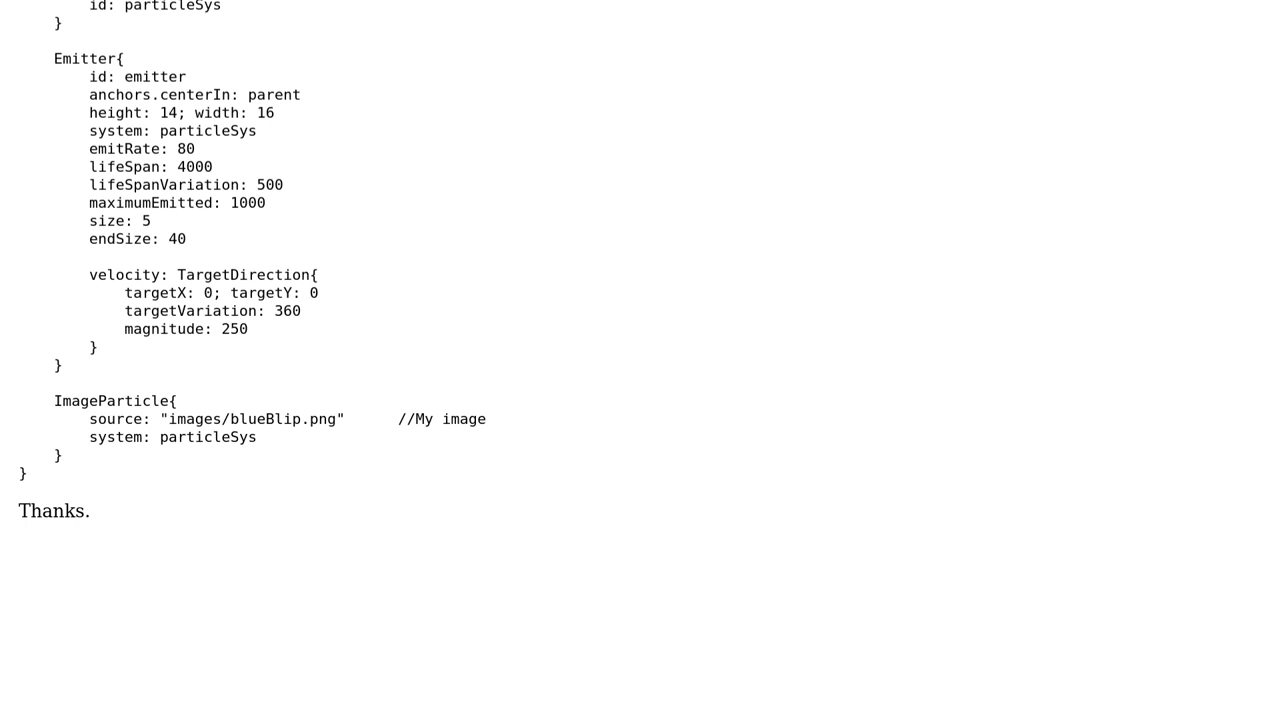 id: particleSys
}
Emitter{
id: emitter
anchors.centerIn: parent
height: 14; width: 16
system: particleSys
emitRate: 80
lifeSpan: 4000
lifeSpanVariation: 500
maximumEmitted: 1000
size: 5
endSize: 40
velocity: TargetDirection{
targetX: 0; targetY: 0
targetVariation: 360
magnitude: 250
}
}
ImageParticle{
source: "images/blueBlip.png"      //My image
system: particleSys
}
}
Thanks.